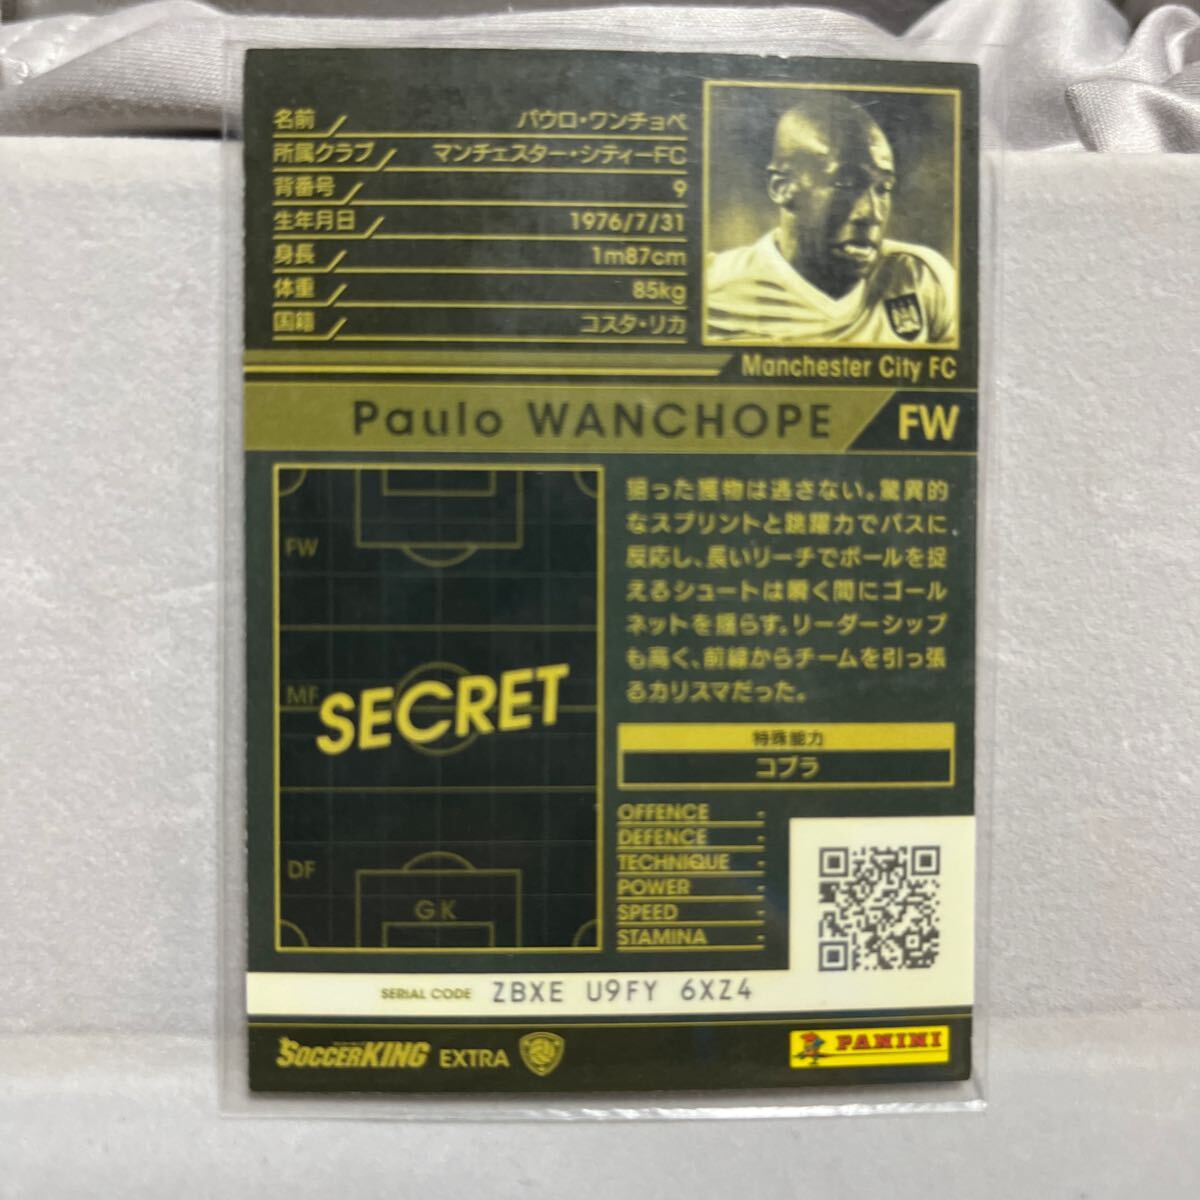 名前 パウロ・ワンチョペ
所属クラブ マンチェスター・シティーFC
背番号 9
生年月日 1976/7/31
身長 1m87cm
体重 85kg
国籍 コスタ・リカ
Manchester City FC
Paulo WANCHOPE
FW
狙った獲物は逃さない。驚異的
なスプリントと跳躍力でパスに
反応し、長いリーチでボールを捉
えるシュートは瞬く間にゴール
ネットを揺らす。リーダーシップ
も高く、前線からチームを引っ張
るカリスマだった。
FW
MF
SECRET
DF
GK
特殊能力
コブラ
OFFENCE -
DEFENCE -
TECHNIQUE -
POWER -
SPEED -
STAMINA -
SERIAL CODE ZBXE U9FY 6XZ4
SOCCERKING EXTRA
PANINI